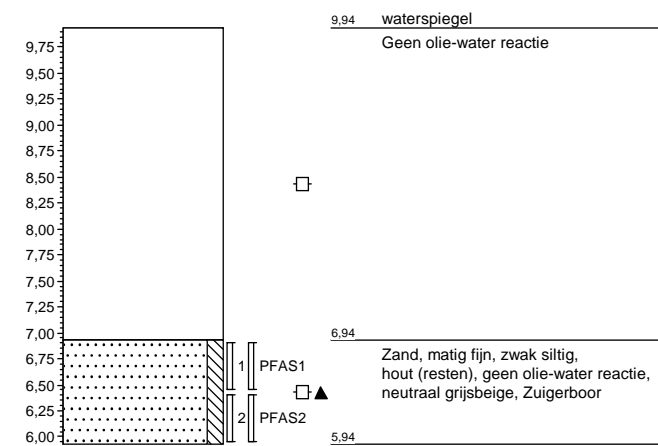 9,94 waterspiegel
Geen olie-water reactie
9,75
9,50
9,25
9,00
8,75
8,50
8,25
8,00
7,75
7,50
7,25
7,00
6,94
6,75
6,50
6,25
6,00
1 PFAS1
2 PFAS2
Zand, matig fijn, zwak siltig,
hout (resten), geen olie-water reactie,
neutraal grijsbeige, Zuigerboor
5,94